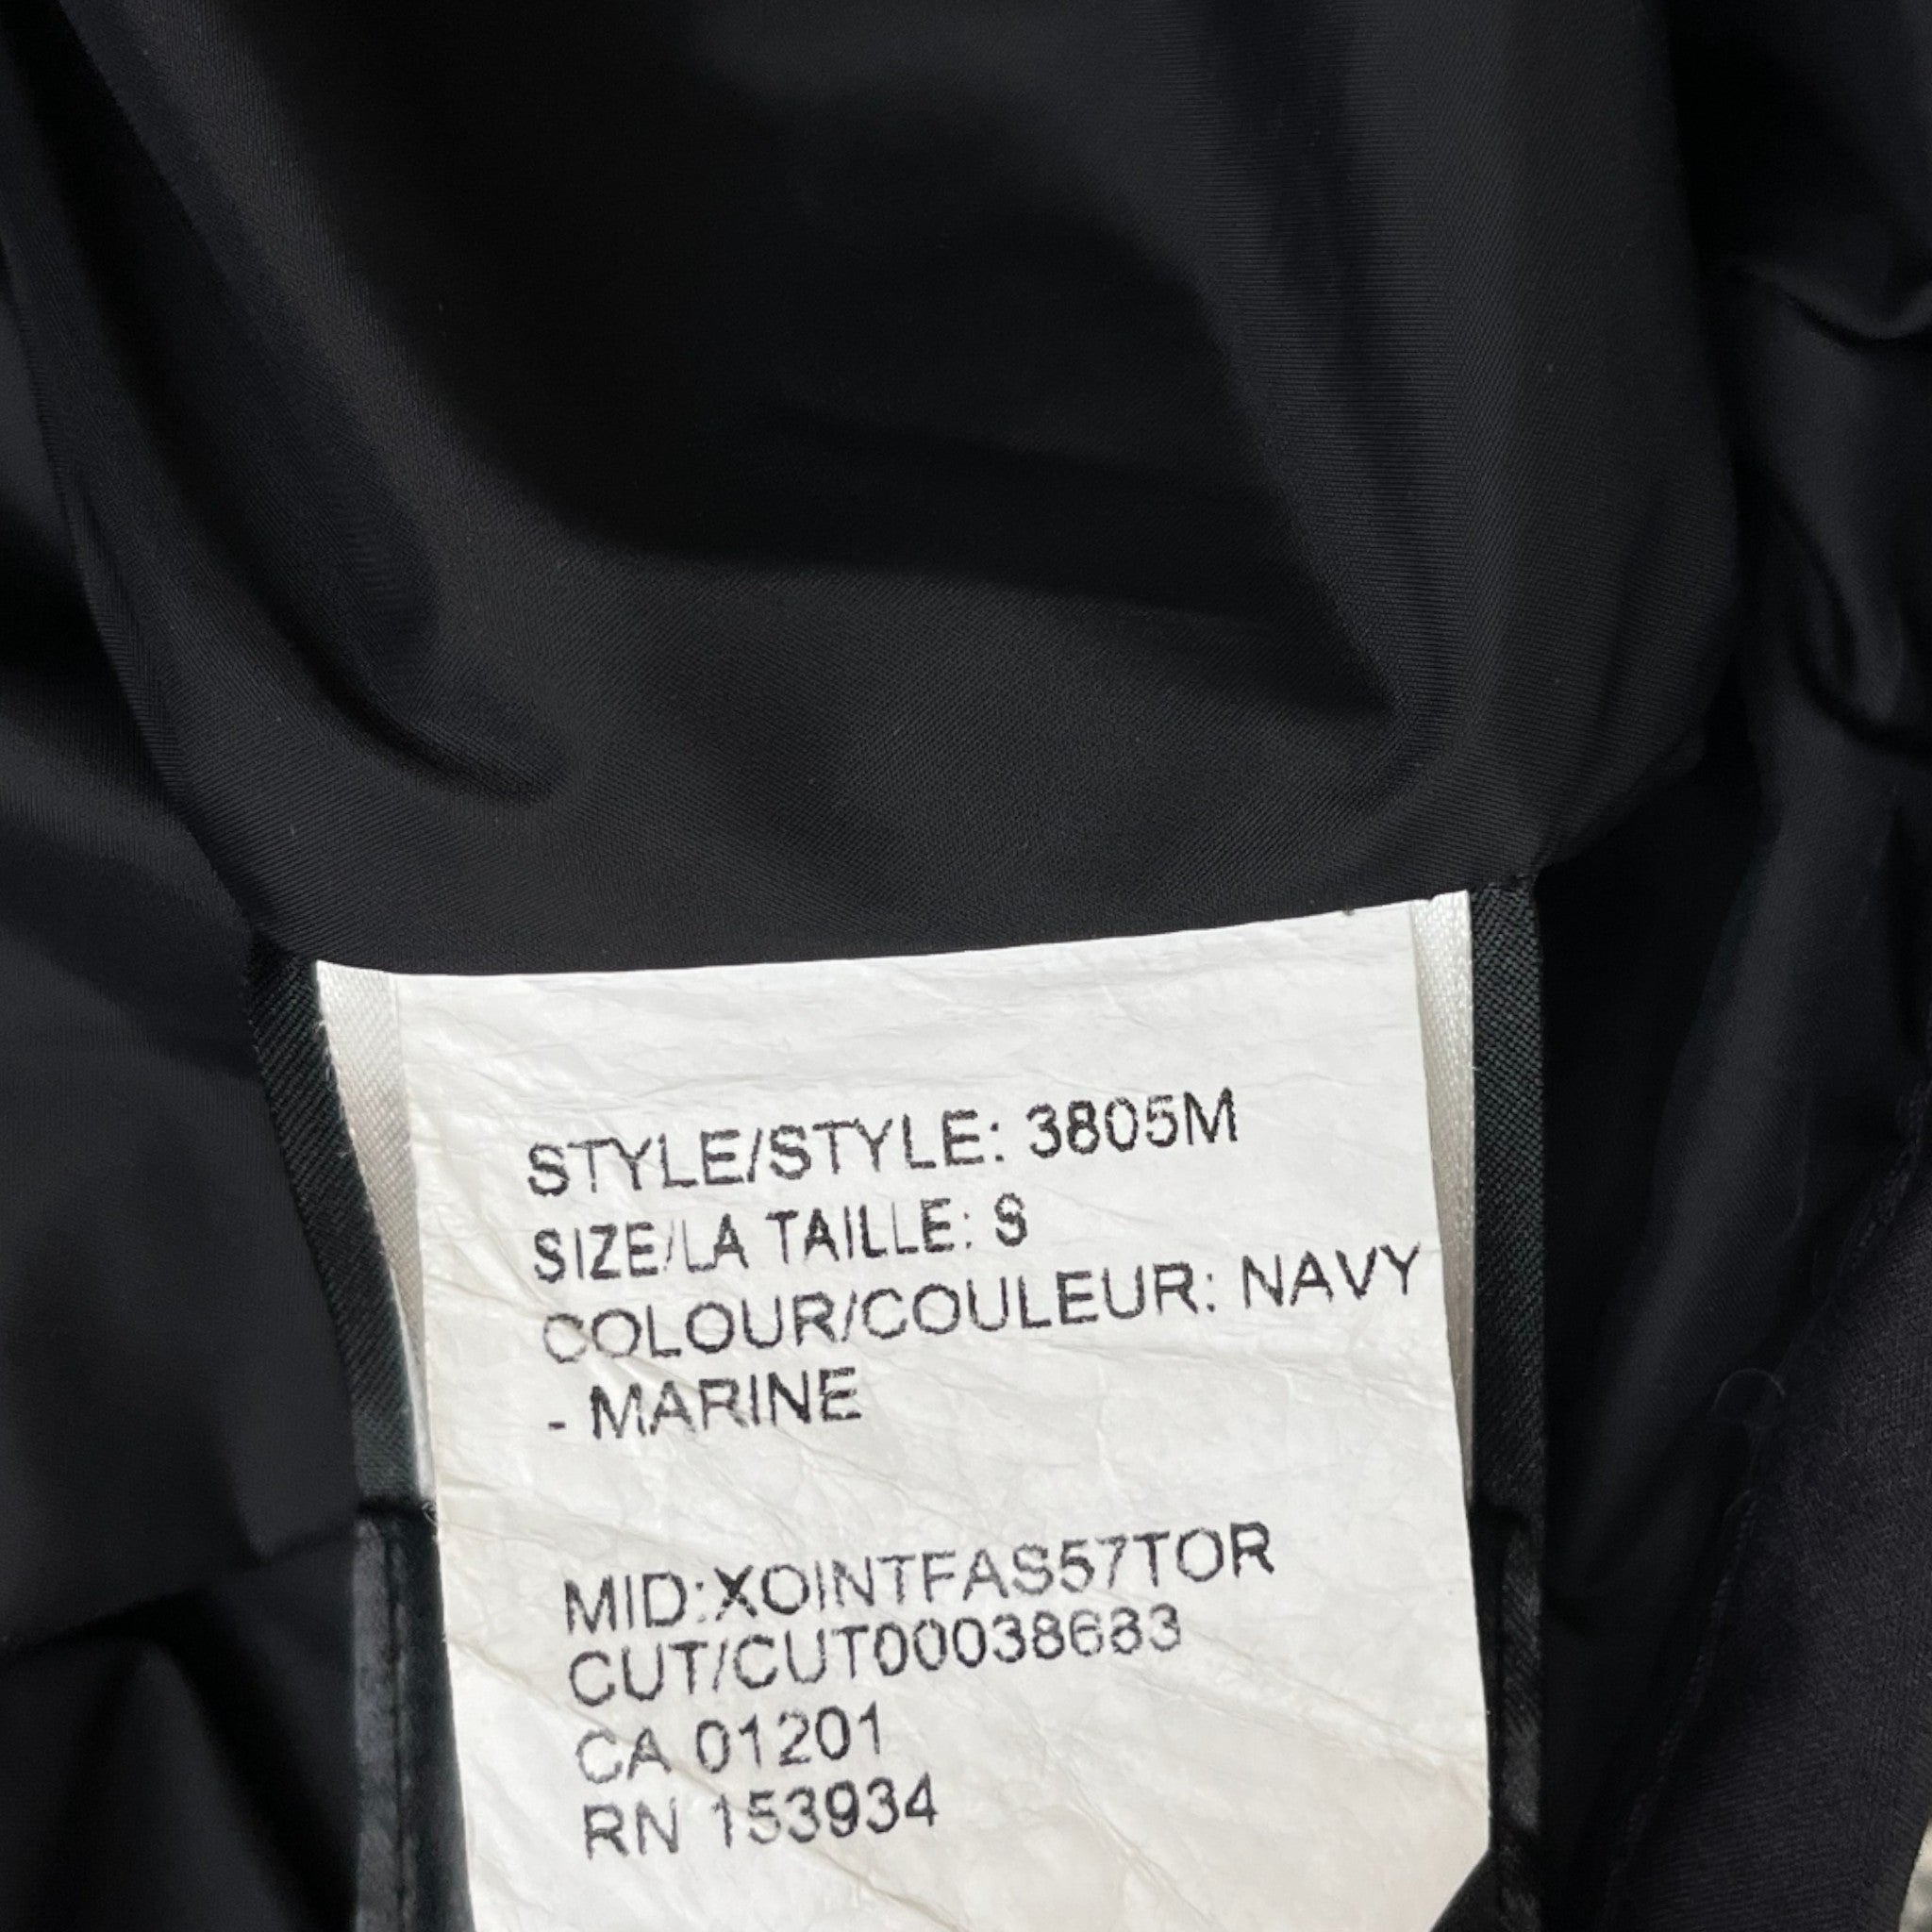 STYLE/STYLE: 3805M
SIZE/LA TAILLE: S
COLOUR/COULEUR: NAVY
- MARINE
MID:XOINTFAS57TOR
CUT/CUT00038683
CA 01201
RN 153934